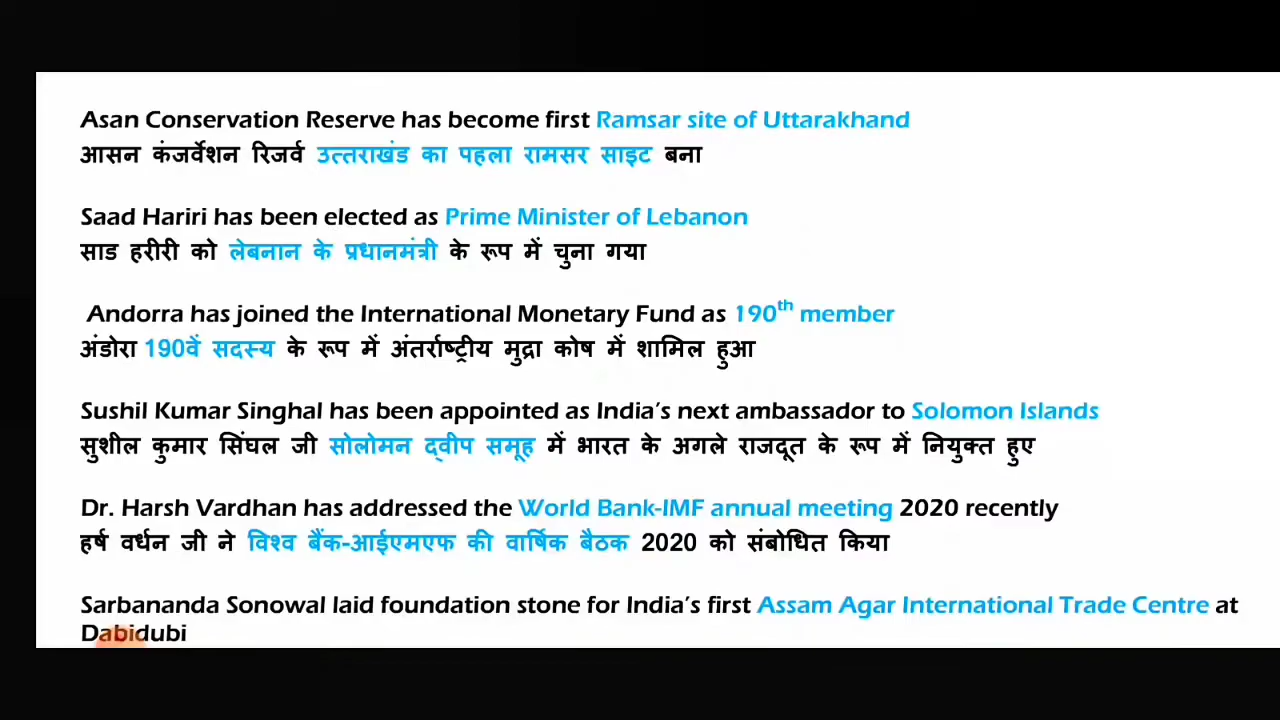 Asan Conservation Reserve has become first Ramsar site of Uttarakhand
आसन कंजर्वेशन रिजर्व उत्तराखंड का पहला रामसर साइट बना
Saad Hariri has been elected as Prime Minister of Lebanon
साड हरीरी को लेबनान के प्रधानमंत्री के रूप में चुना गया
Andorra has joined the International Monetary Fund as 190th member
अंडोरा 190वें सदस्य के रूप में अंतर्राष्ट्रीय मुद्रा कोष में शामिल हुआ
Sushil Kumar Singhal has been appointed as India's next ambassador to Solomon Islands
सुशील कुमार सिंघल जी सोलोमन द्वीप समूह में भारत के अगले राजदूत के रूप में नियुक्त हुए
Dr. Harsh Vardhan has addressed the World Bank-IMF annual meeting 2020 recently
हर्ष वर्धन जी ने विश्व बैंक-आईएमएफ की वार्षिक बैठक 2020 को संबोधित किया
Sarbananda Sonowal laid foundation stone for India's first Assam Agar International Trade Centre at
Dabidubi